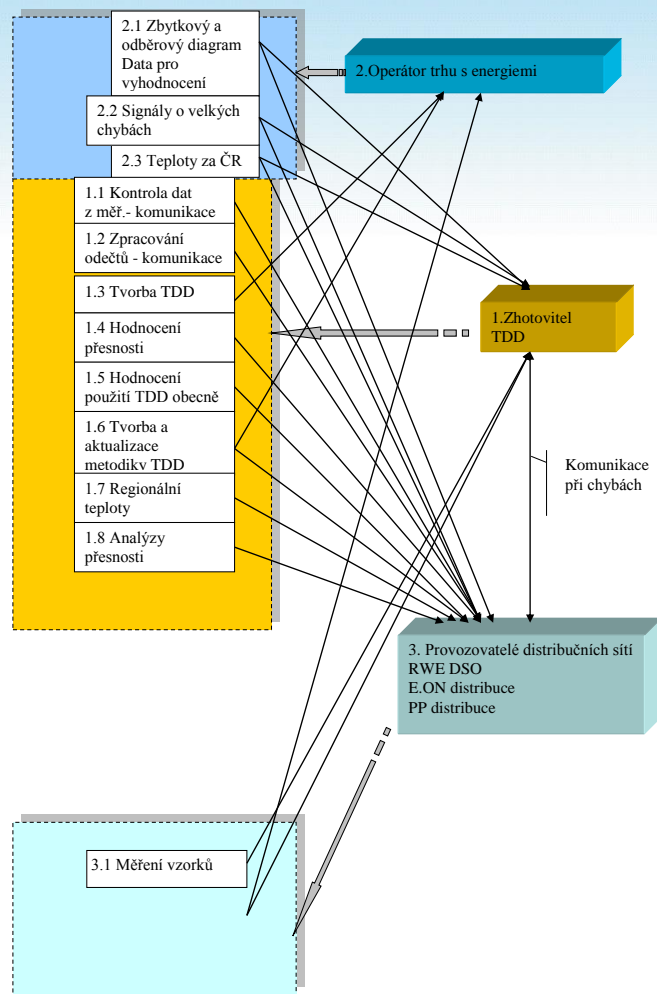 2.1 Zbytkový a
odběrový diagram
Data pro
vyhodnocení
2.Operátor trhu s energiemi
2.2 Signály o velkých
chybách
2.3 Teploty za ČR
1.1 Kontrola dat
z měř.- komunikace
1.2 Zpracování
odečtů - komunikace
1.3 Tvorba TDD
1.Zhotovitel
TDD
1.4 Hodnocení
přesnosti
1.5 Hodnocení
použití TDD obecně
1.6 Tvorba a
aktualizace
metodiky TDD
1.7 Regionální
teploty
1.8 Analýzy
přesnosti
Komunikace
při chybách
3. Provozovatelé distribučních sítí
RWE DSO
E.ON distribuce
PP distribuce
3.1 Měření vzorků